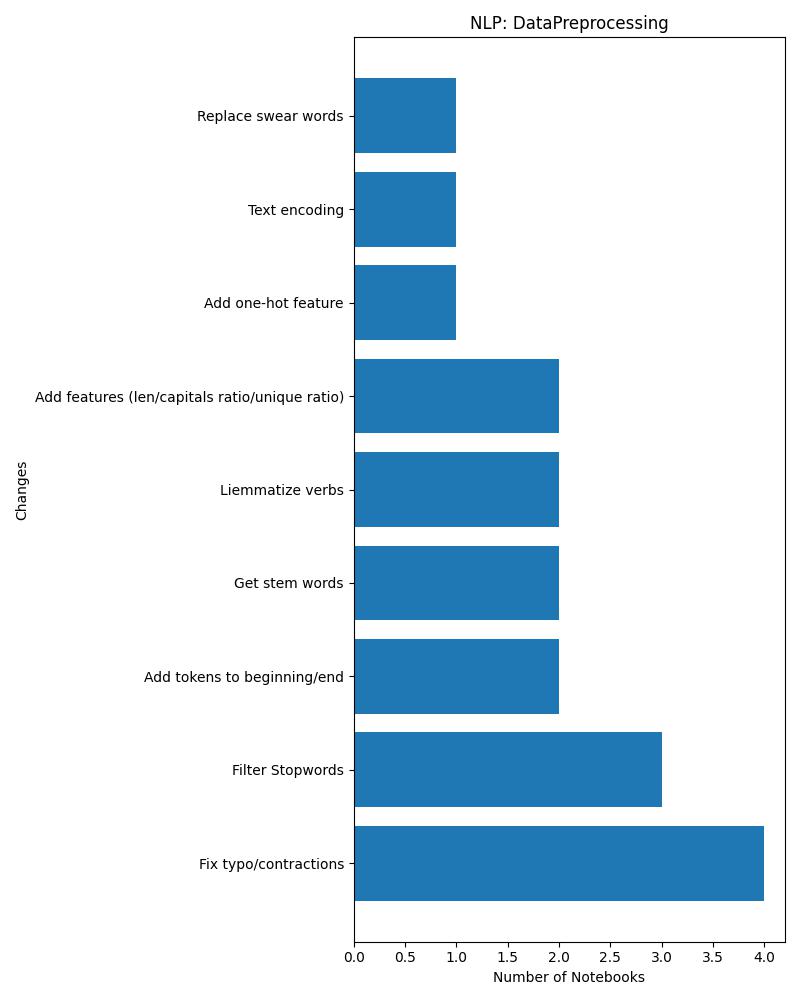 NLP: DataPreprocessing
Replace swear words
Text encoding
Add one-hot feature
Add features (len/capitals ratio/unique ratio)
Liemmatize verbs
Get stem words
Add tokens to beginning/end
Filter Stopwords
Fix typo/contractions
Changes
0.0 0.5 1.0 1.5 2.0 2.5 3.0 3.5 4.0
Number of Notebooks